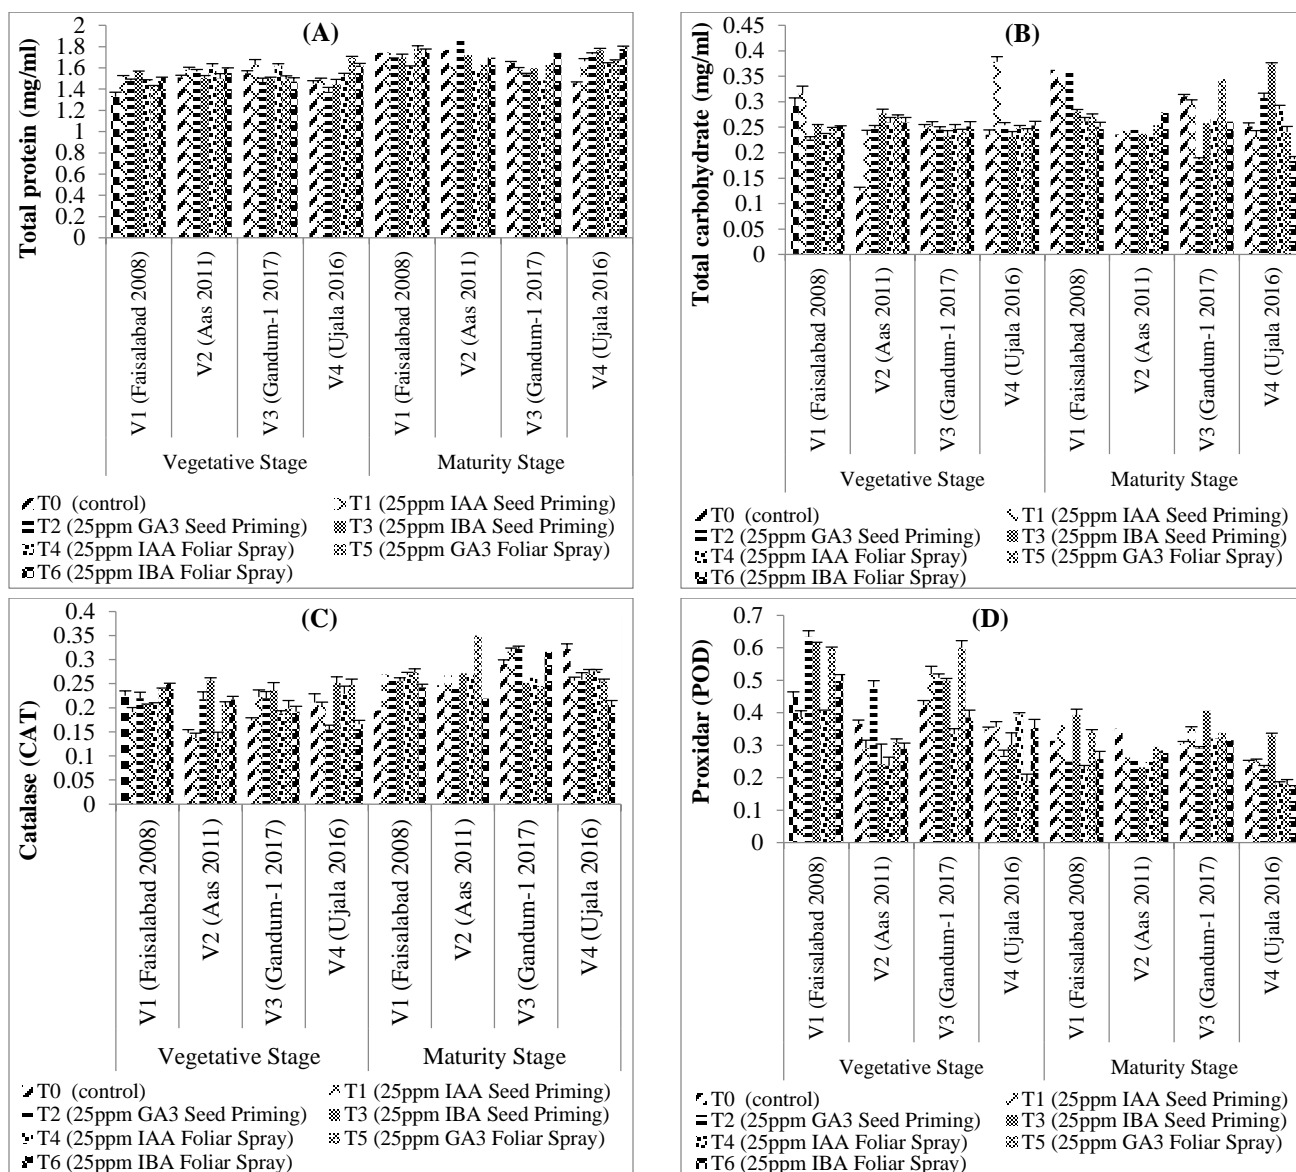 (A)
Total protein (mg/ml)
2
1.8
1.6
1.4
1.2
1
0.8
0.6
0.4
0.2
0
V1 (Faisalabad 2008)
V2 (Aas 2011)
V3 (Gandum-1 2017)
V4 (Ujala 2016)
V1 (Faisalabad 2008)
V2 (Aas 2011)
V3 (Gandum-1 2017)
V4 (Ujala 2016)
Vegetative Stage Maturity Stage
T0 (control) T1 (25ppm IAA Seed Priming)
T2 (25ppm GA3 Seed Priming) T3 (25ppm IBA Seed Priming)
T4 (25ppm IAA Foliar Spray) T5 (25ppm GA3 Foliar Spray)
T6 (25ppm IBA Foliar Spray)
(B)
Total carbohydrate (mg/ml)
0.45
0.4
0.35
0.3
0.25
0.2
0.15
0.1
0.05
0
V1 (Faisalabad 2008)
V2 (Aas 2011)
V3 (Gandum-1 2017)
V4 (Ujala 2016)
V1 (Faisalabad 2008)
V2 (Aas 2011)
V3 (Gandum-1 2017)
V4 (Ujala 2016)
Vegetative Stage Maturity Stage
T0 (control) T1 (25ppm IAA Seed Priming)
T2 (25ppm GA3 Seed Priming) T3 (25ppm IBA Seed Priming)
T4 (25ppm IAA Foliar Spray) T5 (25ppm GA3 Foliar Spray)
T6 (25ppm IBA Foliar Spray)
(C)
Catalase (CAT)
0.4
0.35
0.3
0.25
0.2
0.15
0.1
0.05
0
V1 (Faisalabad 2008)
V2 (Aas 2011)
V3 (Gandum-1 2017)
V4 (Ujala 2016)
V1 (Faisalabad 2008)
V2 (Aas 2011)
V3 (Gandum-1 2017)
V4 (Ujala 2016)
Vegetative Stage Maturity Stage
T0 (control) T1 (25ppm IAA Seed Priming)
T2 (25ppm GA3 Seed Priming) T3 (25ppm IBA Seed Priming)
T4 (25ppm IAA Foliar Spray) T5 (25ppm GA3 Foliar Spray)
T6 (25ppm IBA Foliar Spray)
(D)
Proxidar (POD)
0.7
0.6
0.5
0.4
0.3
0.2
0.1
0
V1 (Faisalabad 2008)
V2 (Aas 2011)
V3 (Gandum-1 2017)
V4 (Ujala 2016)
V1 (Faisalabad 2008)
V2 (Aas 2011)
V3 (Gandum-1 2017)
V4 (Ujala 2016)
Vegetative Stage Maturity Stage
T0 (control) T1 (25ppm IAA Seed Priming)
T2 (25ppm GA3 Seed Priming) T3 (25ppm IBA Seed Priming)
T4 (25ppm IAA Foliar Spray) T5 (25ppm GA3 Foliar Spray)
T6 (25ppm IBA Foliar Spray)